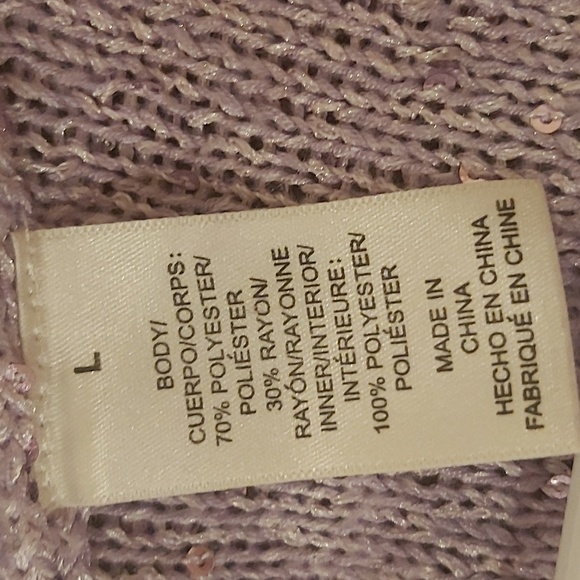 L
BODY/
CUERPO/CORPS:
70% POLYESTER/
POLIÉSTER
30% RAYON/
RAYÓN/RAYONNE
INNER/INTERIOR/
INTÉRIEURE:
100% POLYESTER/
POLIÉSTER
MADE IN
CHINA
HECHO EN CHINA
FABRIQUÉ EN CHINE